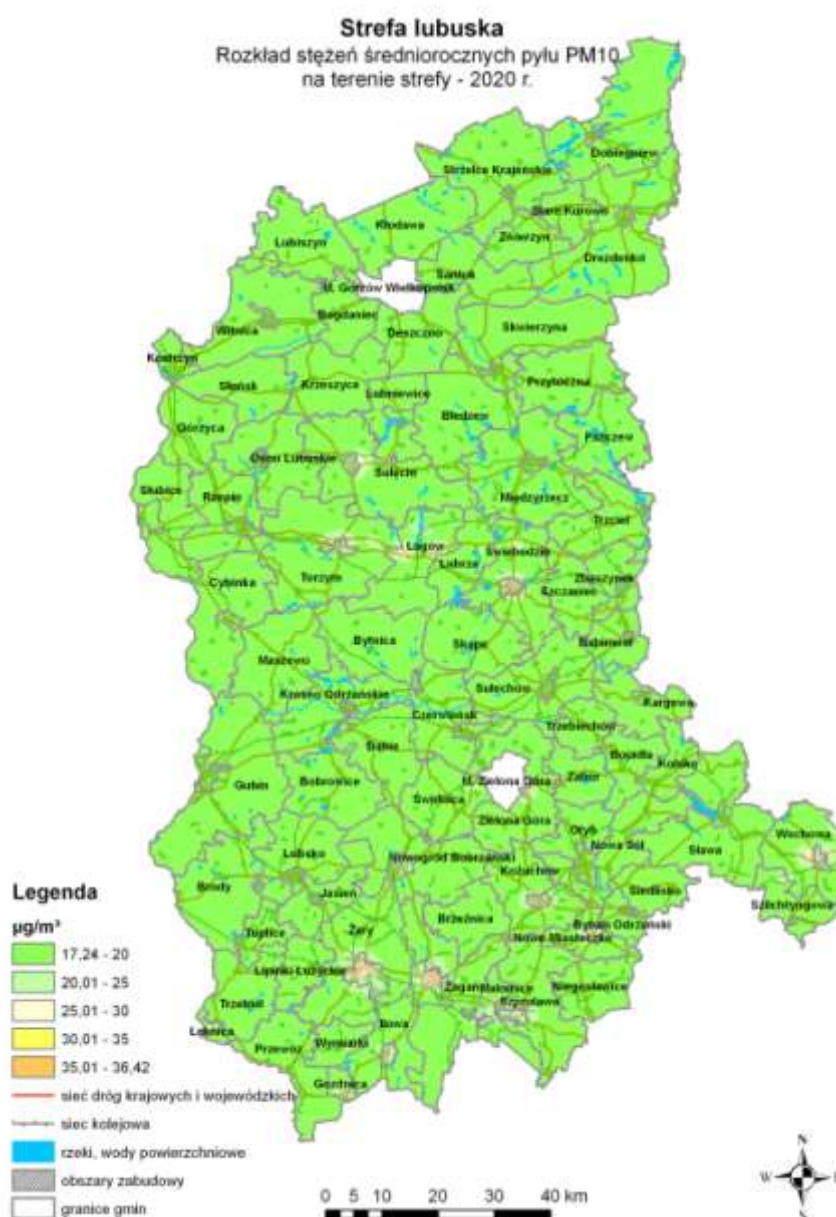 Strefa lubuska
Rozkład stężeń średniorocznych pyłu PM10
na terenie strefy - 2020 r.
Dobiegniew
Strzelce Krajeńskie
Stare Kurowo
Kłodawa
Zwierzyn
Lubiszyn
Drezdenko
Santok
M. Gorzów Wielkopolsk
Bogdaniec
Skwierzyna
Witnica
Deszczno
Kostrzyn
Przytoczna
Słońsk
Krzeszyca
Lubniewice
Bledzew
Górzyca
Pszczew
Ośno Lubuskie
Sulęcin
Słubice
Rzepin
Międzyrzecz
Trzciel
Łagów
Świebodzin
Lubrza
Torzym
Zbąszynek
Cybinka
Szczaniec
Bytnica
Skąpe
Babimost
Maszewo
Sulechów
Krosno Odrzańskie
Kargowa
Czerwieńsk
Trzebiechów
Dąbie
Bojadła
Kolsko
Gubin
Bobrowice
M. Zielona Góra
Zabór
Świdnica
Zielona Góra
Otyń
Nowa Sól
Sława
Wschowa
Lubsko
Nowogród Bobrzański
Kożuchów
Brody
Jasień
Siedlisko
Szlichtyngowa
Brzeźnica
Bytom Odrzański
Tuplice
Żary
Nowe Miasteczko
Lipinki Łużyckie
Żagań
Małomice
Niegosławice
Szprotawa
Trzebiel
Łęknica
Iłowa
Przewóz
Wymiarki
Gozdnica
Legenda
µg/m³
17,24 - 20
20,01 - 25
25,01 - 30
30,01 - 35
35,01 - 36,42
sieć dróg krajowych i wojewódzkich
siec kolejowa
rzeki, wody powierzchniowe
obszary zabudowy
granice gmin
0 5 10 20 30 40 km
N
W
S